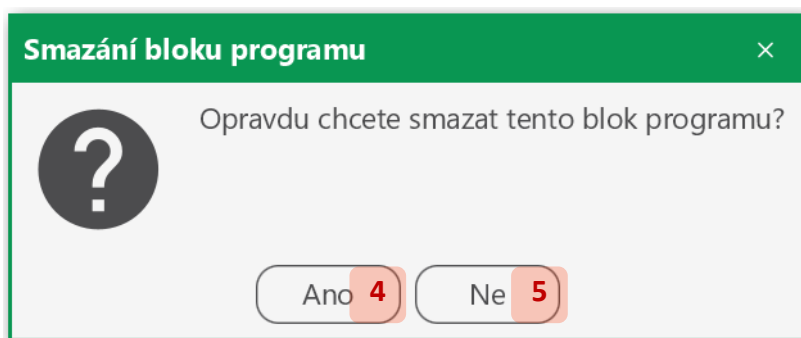 Smazání bloku programu
Opravdu chcete smazat tento blok programu?
Ano 4 Ne 5